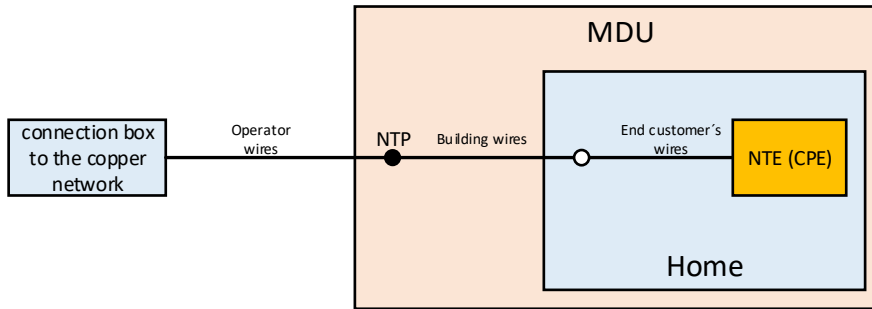 MDU
connection box
to the copper
network
Operator
wires
NTP
Building wires
End customer´s
wires
NTE (CPE)
Home